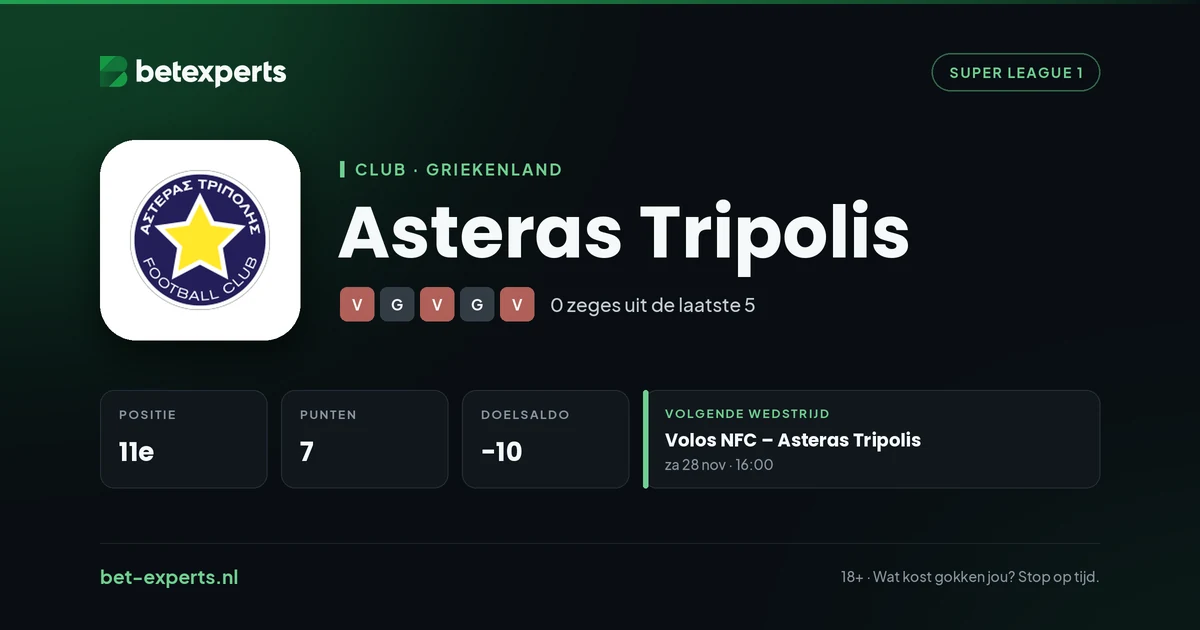 betexperts
SUPER LEAGUE 1
ΑΣΤΕΡΑΣ ΤΡΙΠΟΛΗΣ
FOOTBALL CLUB
CLUB · GRIEKENLAND
Asteras Tripolis
V G V G V 0 zeges uit de laatste 5
POSITIE
11e
PUNTEN
7
DOELSALDO
-10
VOLGENDE WEDSTRIJD
Volos NFC – Asteras Tripolis
za 28 nov · 16:00
bet-experts.nl
18+ · Wat kost gokken jou? Stop op tijd.